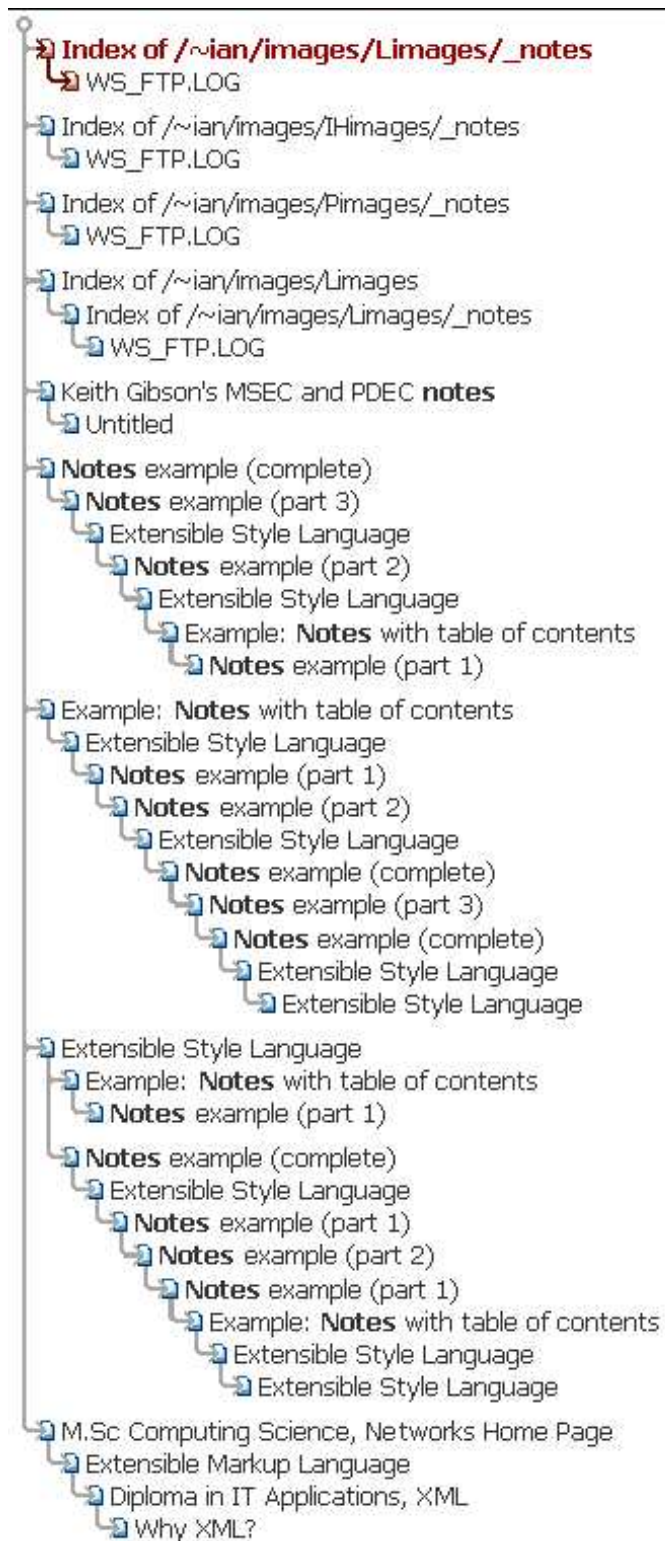 Index of /~ian/images/Limages/_notes
WS_FTP.LOG
Index of /~ian/images/IHimages/_notes
WS_FTP.LOG
Index of /~ian/images/Pimages/_notes
WS_FTP.LOG
Index of /~ian/images/Limages
Index of /~ian/images/Limages/_notes
WS_FTP.LOG
Keith Gibson's MSEC and PDEC notes
Untitled
Notes example (complete)
Notes example (part 3)
Extensible Style Language
Notes example (part 2)
Extensible Style Language
Example: Notes with table of contents
Notes example (part 1)
Example: Notes with table of contents
Extensible Style Language
Notes example (part 1)
Notes example (part 2)
Extensible Style Language
Notes example (complete)
Notes example (part 3)
Notes example (complete)
Extensible Style Language
Extensible Style Language
Extensible Style Language
Example: Notes with table of contents
Notes example (part 1)
Notes example (complete)
Extensible Style Language
Notes example (part 1)
Notes example (part 2)
Notes example (part 1)
Example: Notes with table of contents
Extensible Style Language
Extensible Style Language
M.Sc Computing Science, Networks Home Page
Extensible Markup Language
Diploma in IT Applications, XML
Why XML?